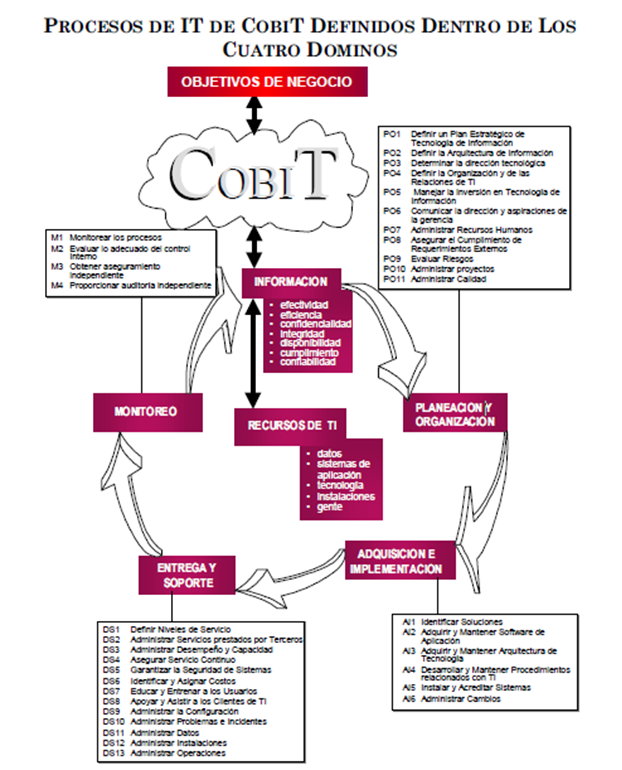 PROCESOS DE IT DE COBIT DEFINIDOS DENTRO DE LOS
CUATRO DOMINOS
OBJETIVOS DE NEGOCIO
COBIT
PO1 Definir un Plan Estratégico de
Tecnología de Información
PO2 Definir la Arquitectura de Información
PO3 Determinar la dirección tecnológica
PO4 Definir la Organización y de las
Relaciones de TI
PO5 Manejar la Inversión en Tecnología de
Información
PO6 Comunicar la dirección y aspiraciones de
la gerencia
PO7 Administrar Recursos Humanos
PO8 Asegurar el Cumplimiento de
Requerimientos Externos
PO9 Evaluar Riesgos
PO10 Administrar proyectos
PO11 Administrar Calidad
M1 Monitorear los procesos
M2 Evaluar lo adecuado del control
Interno
M3 Obtener aseguramiento
Independiente
M4 Proporcionar auditoría independiente
INFORMACION
• efectividad
• eficiencia
• confidencialidad
• integridad
• disponibilidad
• cumplimiento
• confiabilidad
MONITOREO
PLANEACION Y
ORGANIZACIÓN
RECURSOS DE TI
• datos
• sistemas de
aplicación
• tecnología
• instalaciones
• gente
ENTREGA Y
SOPORTE
ADQUISICION E
IMPLEMENTACION
DS1 Definir Niveles de Servicio
DS2 Administrar Servicios prestados por Terceros
DS3 Administrar Desempeño y Capacidad
DS4 Asegurar Servicio Continuo
DS5 Garantizar la Seguridad de Sistemas
DS6 Identificar y Asignar Costos
DS7 Educar y Entrenar a los Usuarios
DS8 Apoyar y Asistir a los Clientes de TI
DS9 Administrar la Configuración
DS10 Administrar Problemas e Incidentes
DS11 Administrar Datos
DS12 Administrar Instalaciones
DS13 Administrar Operaciones
AI1 Identificar Soluciones
AI2 Adquirir y Mantener Software de
Aplicación
AI3 Adquirir y Mantener Arquitectura de
Tecnología
AI4 Desarrollar y Mantener Procedimientos
relacionados con TI
AI5 Instalar y Acreditar Sistemas
AI6 Administrar Cambios